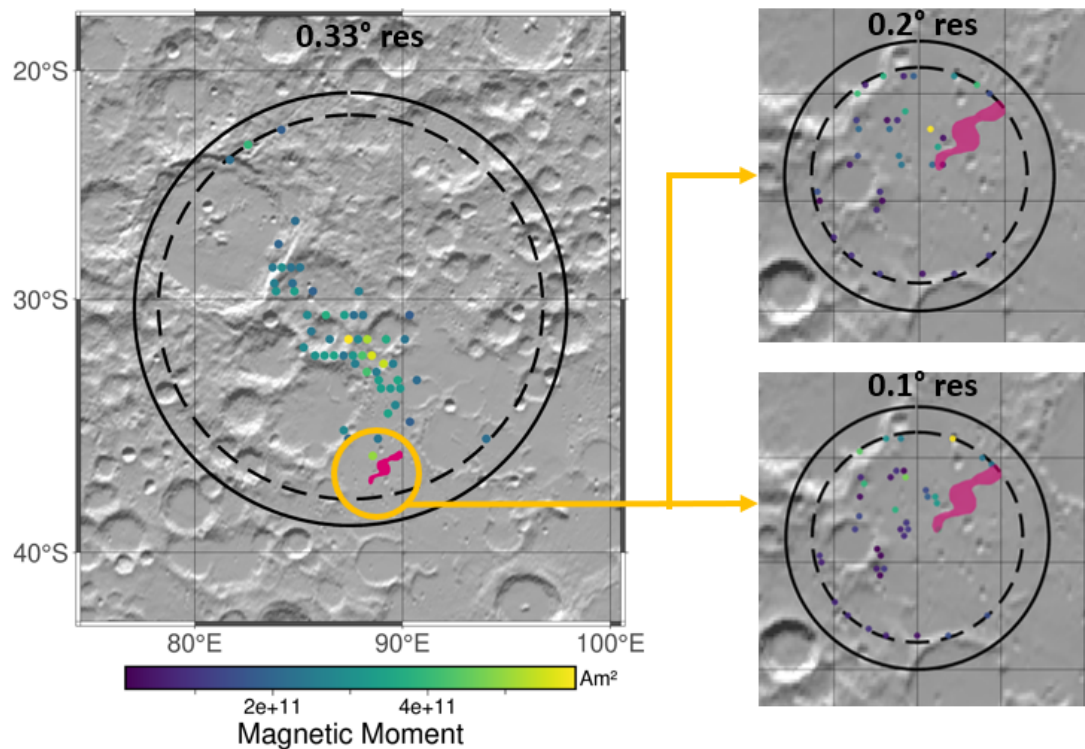 0.33° res
20°S
30°S
40°S
80°E
90°E
100°E
Am²
2e+11
4e+11
Magnetic Moment
0.2° res
0.1° res